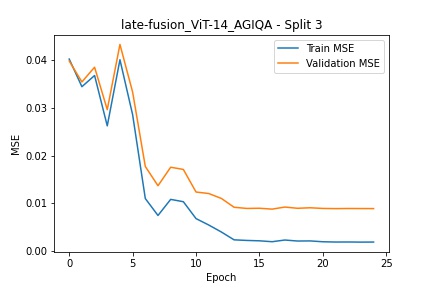 late-fusion_ViT-14_AGIQA - Split 3
Train MSE
Validation MSE
MSE
0.04
0.03
0.02
0.01
0.00
0 5 10 15 20 25
Epoch